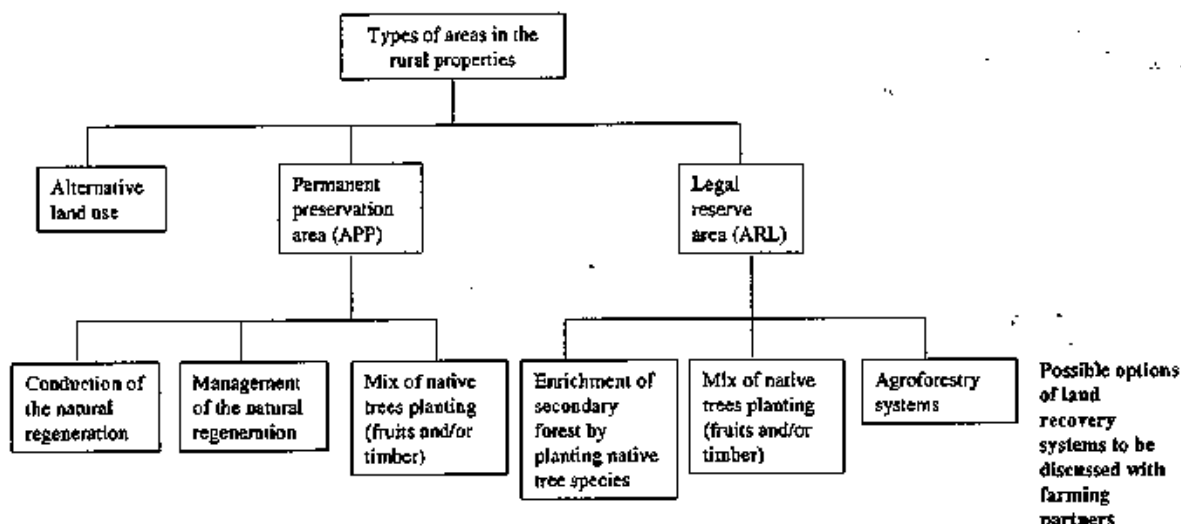 Types of areas in the
rural properties
Alternative
land use
Permanent
preservation
area (APP)
Legal
reserve
area (ARL)
Conduction of
the natural
regeneration
Management
of the natural
regeneration
Mix of native
trees planting
(fruits and/or
timber)
Enrichment of
secondary
forest by
planting native
tree species
Mix of native
trees planting
(fruits and/or
timber)
Agroforestry
systems
Possible options
of land
recovery
systems to be
discussed with
farming
partners